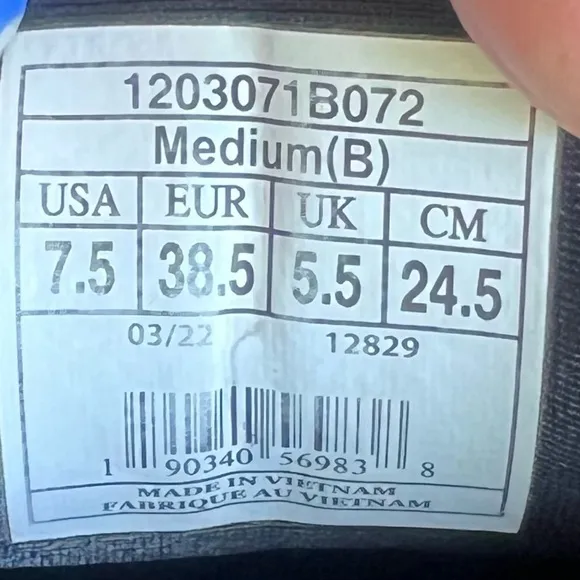 1203071B072
Medium(B)
USA EUR UK CM
7.5 38.5 5.5 24.5
03/22 12829
1 90340 56983 8
MADE IN VIETNAM
FABRIQUE AU VIETNAM